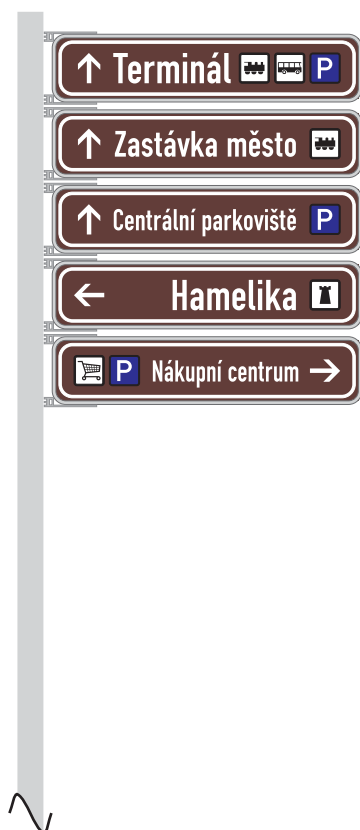 ↑ Terminál P
↑ Zastávka město
↑ Centrální parkoviště P
← Hamelika
P Nákupní centrum →